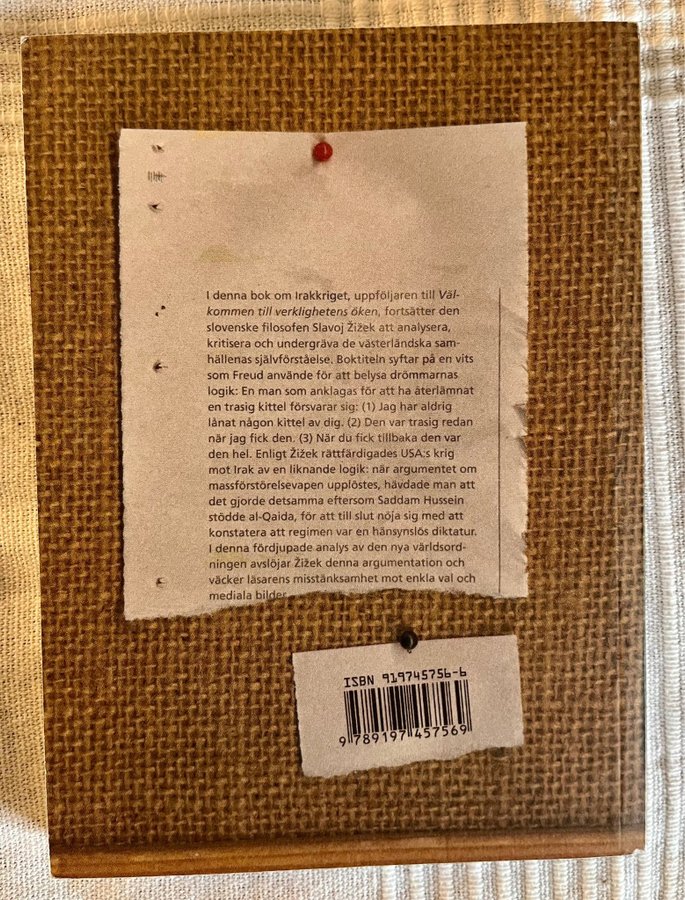 I denna bok om Irakkriget, uppföljaren till Väl-
kommen till verklighetens öken, fortsätter den
slovenske filosofen Slavoj Žižek att analysera,
kritisera och undergräva de västerländska sam-
hällenas självförståelse. Boktiteln syftar på en vits
som Freud använde för att belysa drömmarnas
logik: En man som anklagas för att ha återlämnat
en trasig kittel försvarar sig: (1) Jag har aldrig
lånat någon kittel av dig. (2) Den var trasig redan
när jag fick den. (3) När du fick tillbaka den var
den hel. Enligt Žižek rättfärdigades USA:s krig
mot Irak av en liknande logik: när argumentet om
massförstörelsevapen upplöstes, hävdade man att
det gjorde detsamma eftersom Saddam Hussein
stödde al-Qaida, för att till slut nöja sig med att
konstatera att regimen var en hänsynslös diktatur.
I denna fördjupade analys av den nya världsord-
ningen avslöjar Žižek denna argumentation och
väcker läsarens misstänksamhet mot enkla val och
mediala bilder
ISBN 919745756-6
9 789197 457569